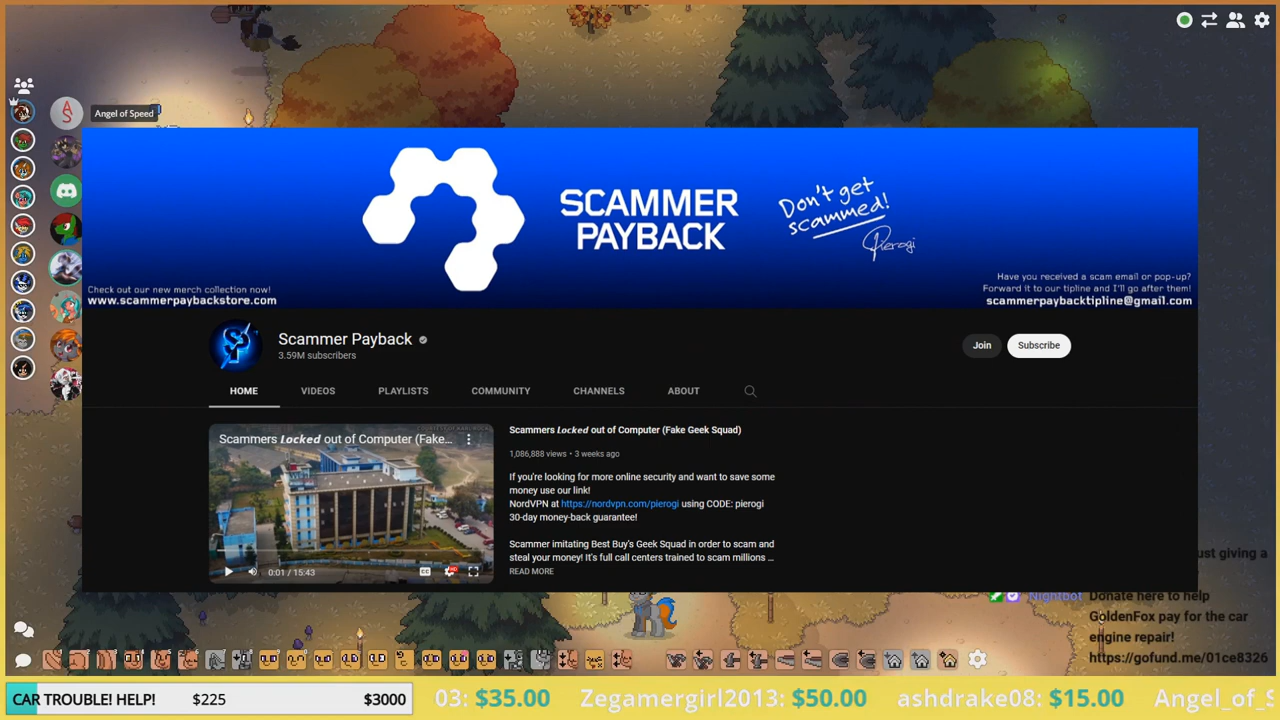 AS
Angel of Speed
SCAMMER
PAYBACK
Don't get
scammed!
Pierogi
Check out our new merch collection now!
www.scammerpaybackstore.com
Have you received a scam email or pop-up?
Forward it to our tipline and I'll go after them!
scammerpaybacktipline@gmail.com
SP
Scammer Payback
3.59M subscribers
Join
Subscribe
HOME
VIDEOS
PLAYLISTS
COMMUNITY
CHANNELS
ABOUT
Scammers Locked out of Computer (Fake...
0:01 / 15:43
CC
HD
Scammers Locked out of Computer (Fake Geek Squad)
1,086,888 views • 3 weeks ago
If you're looking for more online security and want to save some
money use our link!
NordVPN at https://nordvpn.com/pierogi using CODE: pierogi
30-day money-back guarantee!
Scammer imitating Best Buy's Geek Squad in order to scam and
steal your money! It's full call centers trained to scam millions ...
READ MORE
ust giving a
Nightbot
Donate here to help
GoldenFox pay for the car
engine repair!
https://gofund.me/01ce8326
CAR TROUBLE! HELP!
$225
$3000
03: $35.00
Zegamergirl2013: $50.00
ashdrake08: $15.00
Angel_of_S